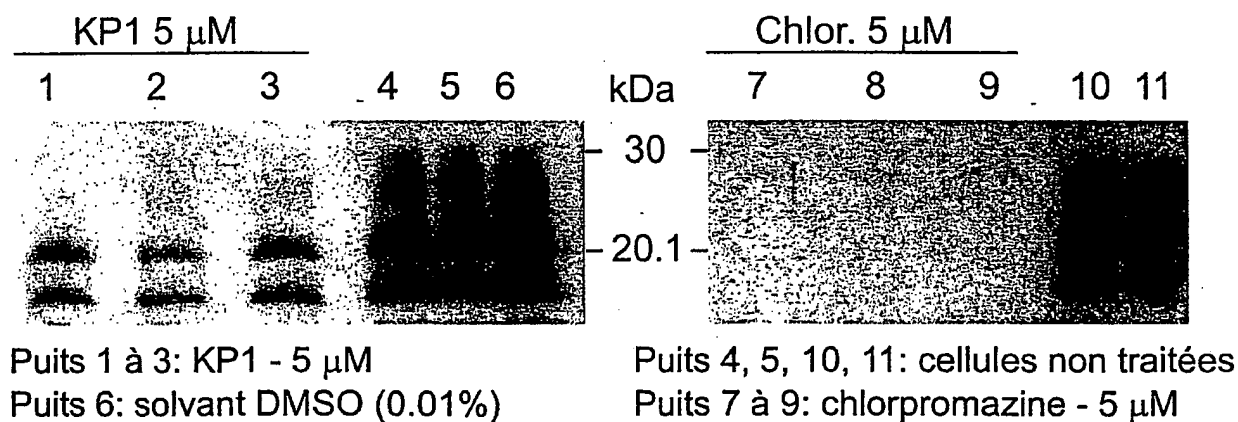 KP1 5 µM Chlor. 5 µM
1 2 3 4 5 6 kDa 7 8 9 10 11
30
20.1
Puits 1 à 3: KP1 - 5 µM Puits 4, 5, 10, 11: cellules non traitées
Puits 6: solvant DMSO (0.01%) Puits 7 à 9: chlorpromazine - 5 µM